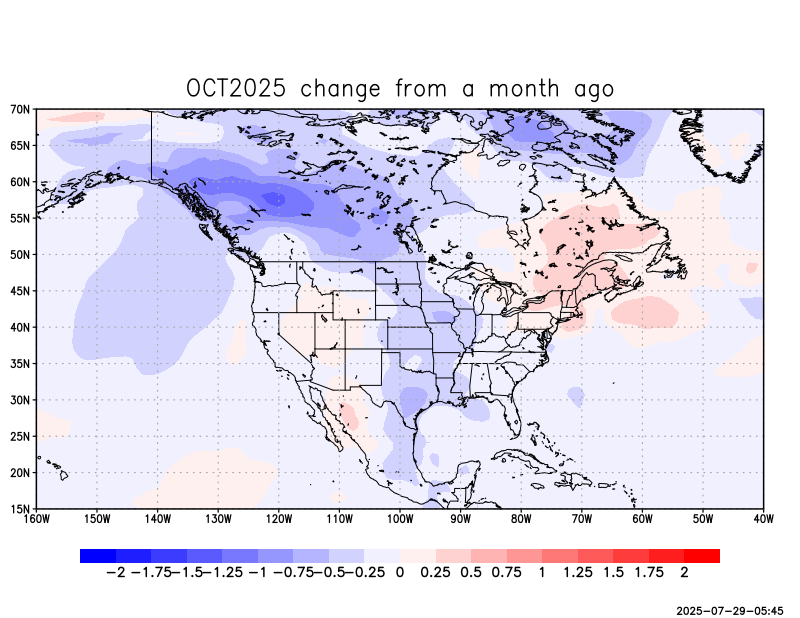 OCT2025 change from a month ago
70N
65N
60N
55N
50N
45N
40N
35N
30N
25N
20N
15N
160W 150W 140W 130W 120W 110W 100W 90W 80W 70W 60W 50W 40W
−2 −1.75 −1.5 −1.25 −1 −0.75 −0.5 −0.25 0 0.25 0.5 0.75 1 1.25 1.5 1.75 2
2025−07−29−05:45